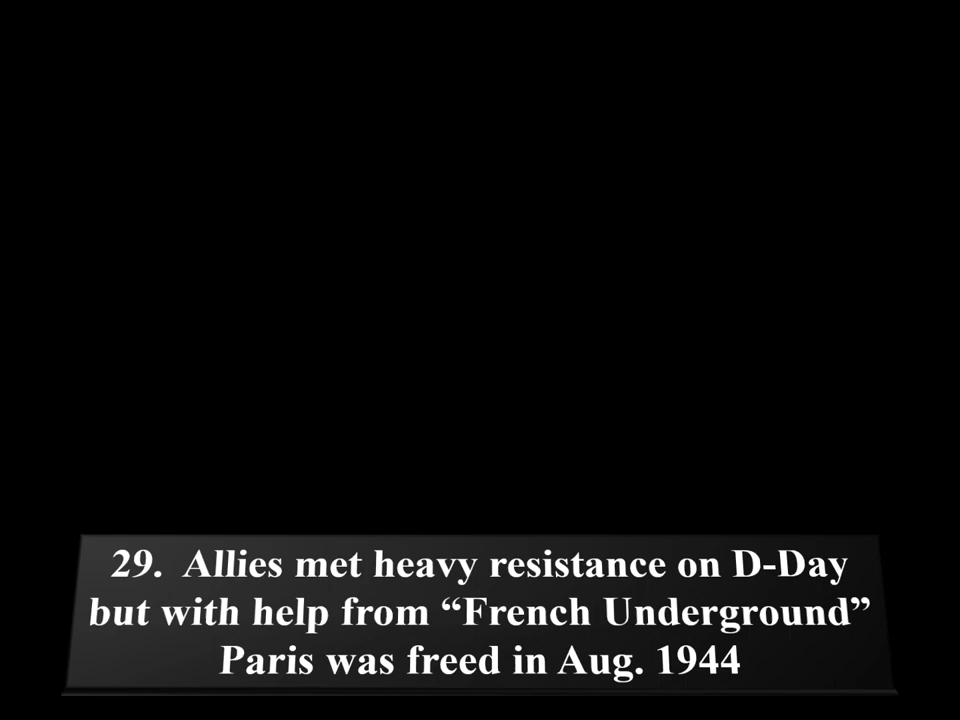 29.  Allies met heavy resistance on D-Day
but with help from “French Underground”
Paris was freed in Aug. 1944